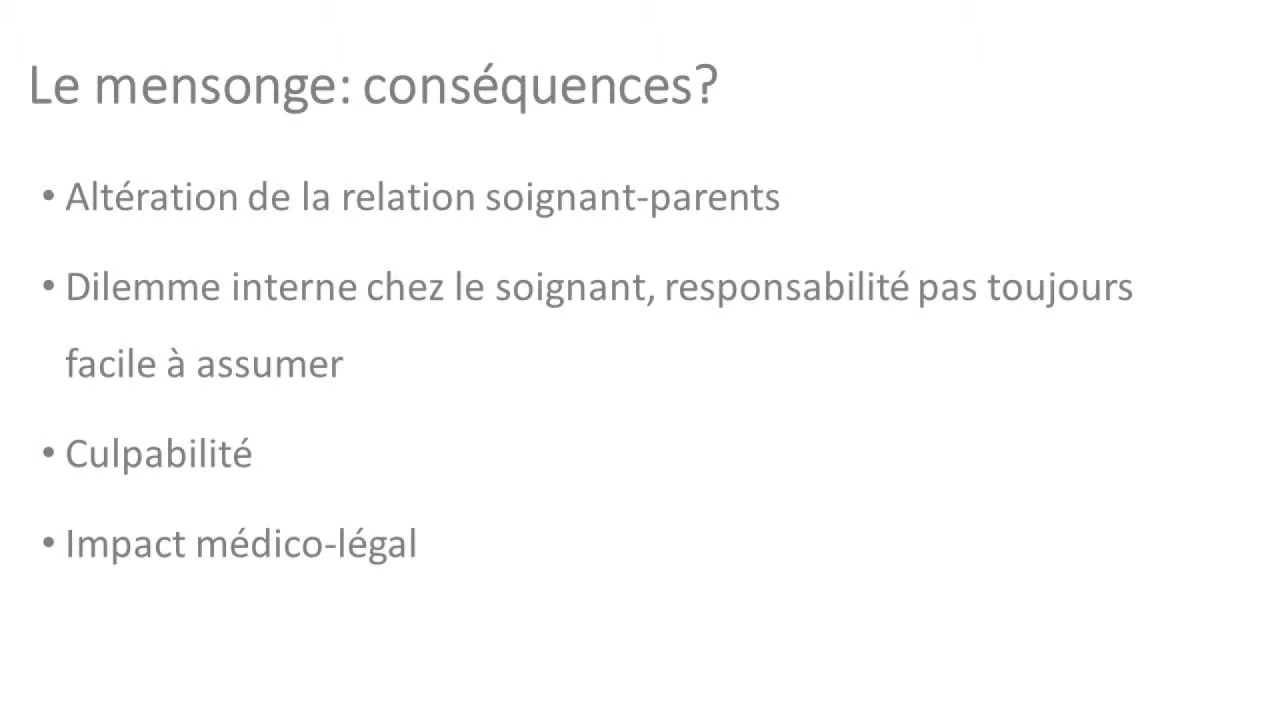 Le mensonge: conséquences?
• Altération de la relation soignant-parents
• Dilemme interne chez le soignant, responsabilité pas toujours
facile à assumer
• Culpabilité
• Impact médico-légal